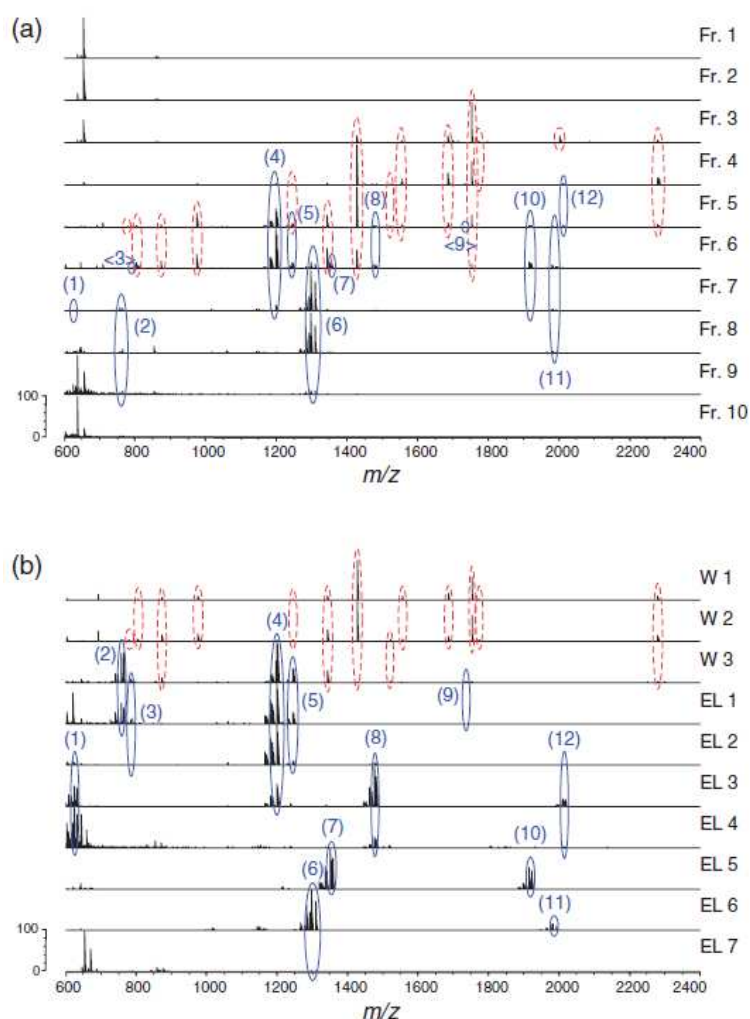 (a)
Fr. 1
Fr. 2
Fr. 3
Fr. 4
(4)
Fr. 5
(5)
(8)
(10)
(12)
<3>
<9>
Fr. 6
(1)
(7)
Fr. 7
(2)
(6)
Fr. 8
(11)
Fr. 9
100
0
Fr. 10
600 800 1000 1200 1400 1600 1800 2000 2200 2400
m/z
(b)
W 1
W 2
(4)
(2)
W 3
(3)
(5)
(9)
EL 1
(1)
(8)
(12)
EL 2
EL 3
(7)
EL 4
(10)
(6)
EL 5
(11)
EL 6
100
0
EL 7
600 800 1000 1200 1400 1600 1800 2000 2200 2400
m/z